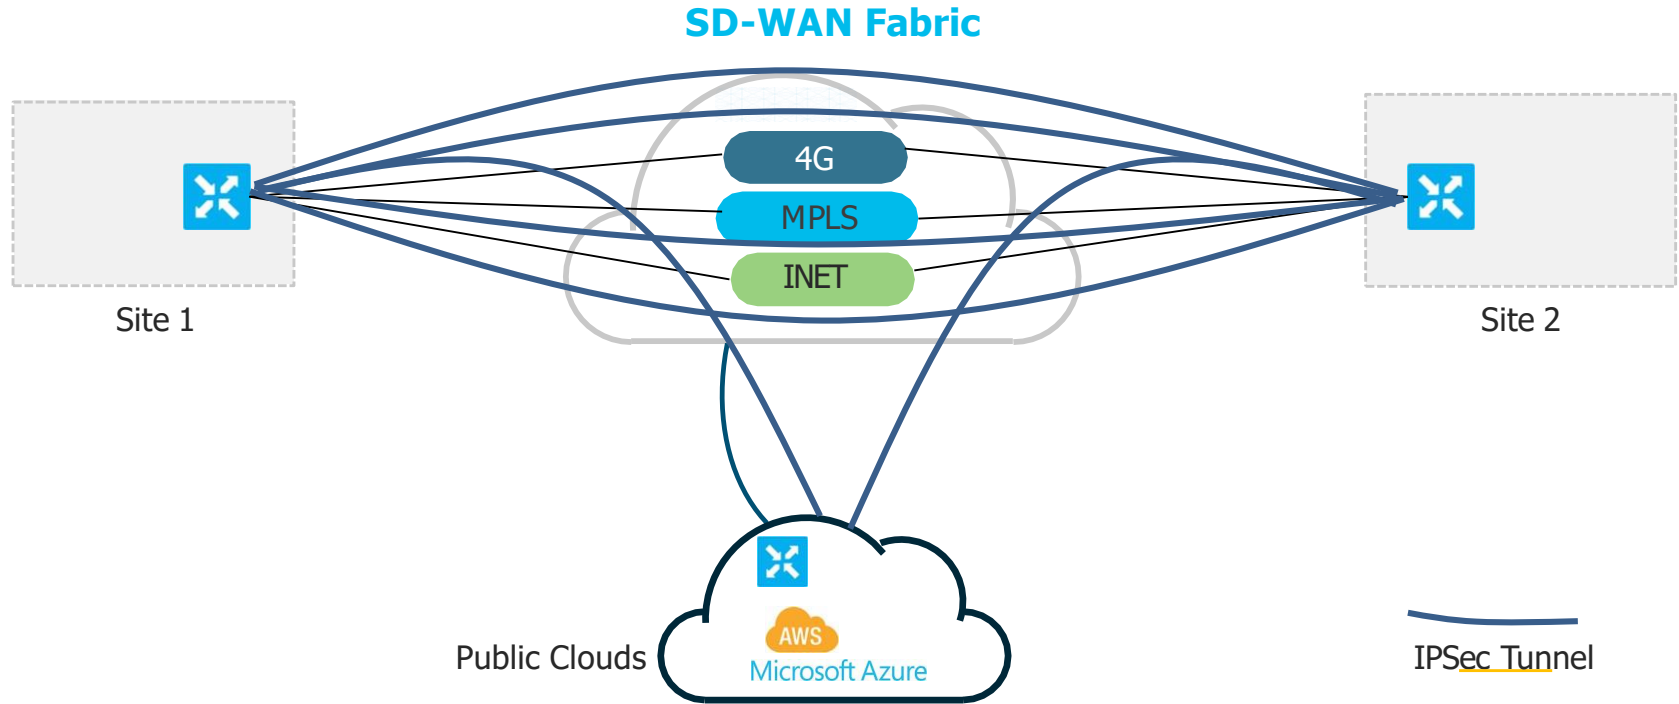 SD-WAN Fabric
4G
MPLS
INET
Site 1
Site 2
AWS
Public Clouds
Microsoft Azure
IPSec Tunnel